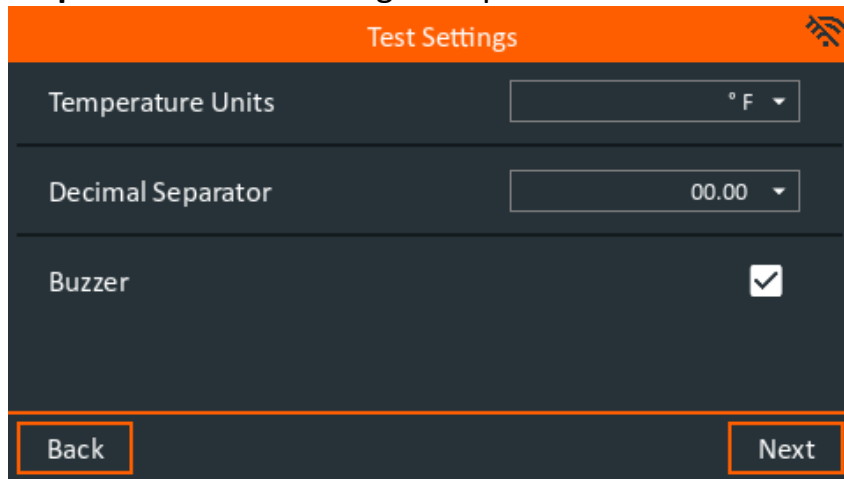 Test Settings
Temperature Units
° F
Decimal Separator
00.00
Buzzer
Back
Next